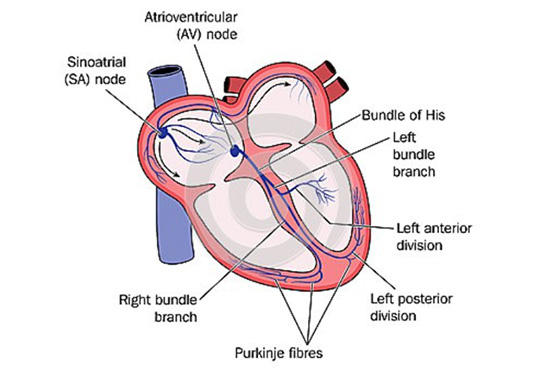 Atrioventricular
(AV) node
Sinoatrial
(SA) node
Bundle of His
Left
bundle
branch
Left anterior
division
Left posterior
division
Right bundle
branch
Purkinje fibres